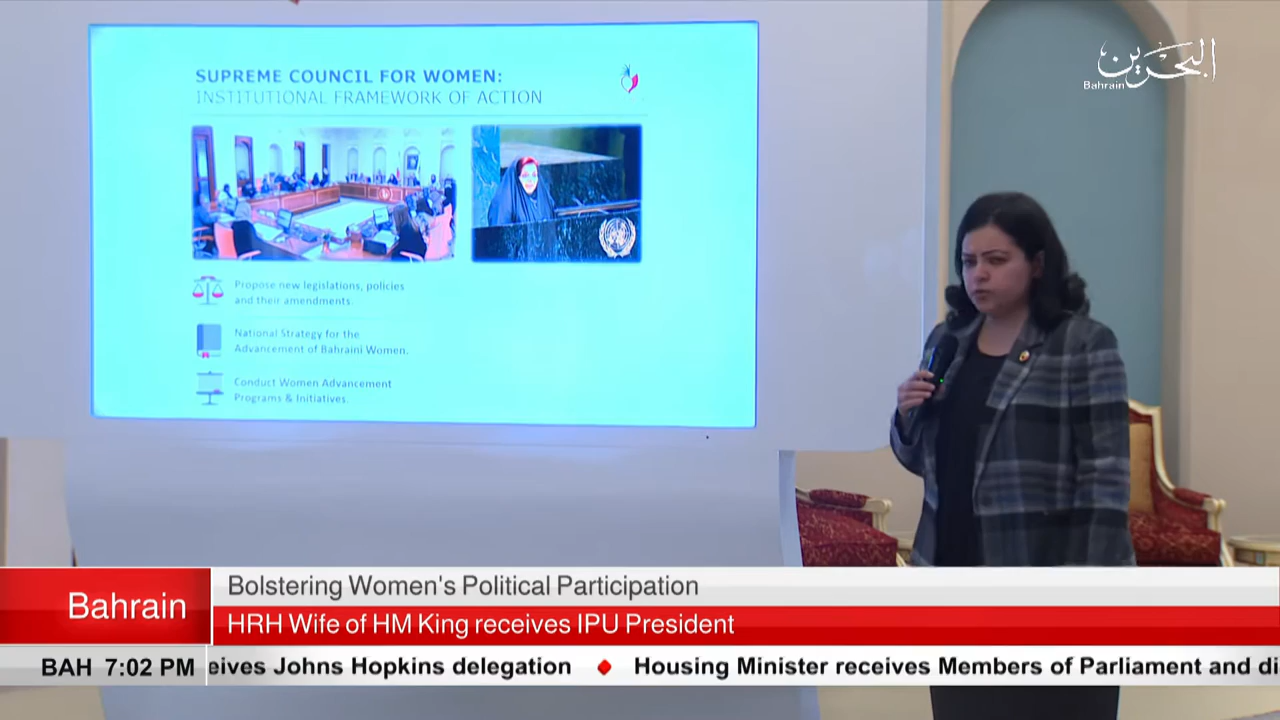 البحرين
Bahrain
SUPREME COUNCIL FOR WOMEN:
INSTITUTIONAL FRAMEWORK OF ACTION
Propose new legislations, policies
and their amendments.
National Strategy for the
Advancement of Bahraini Women.
Conduct Women Advancement
Programs & Initiatives.
Bahrain
Bolstering Women's Political Participation
HRH Wife of HM King receives IPU President
BAH 7:02 PM
eives Johns Hopkins delegation ♦ Housing Minister receives Members of Parliament and di